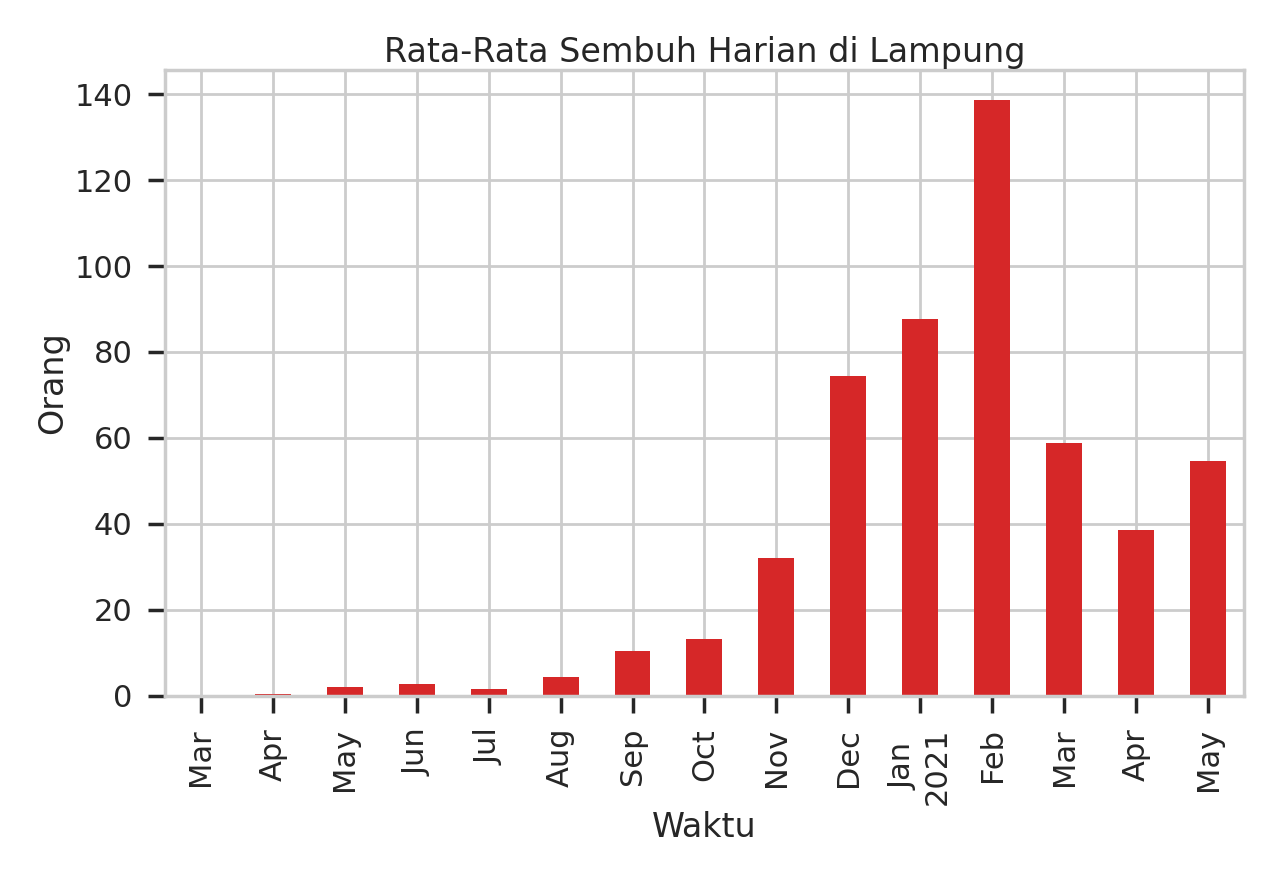 Rata-Rata Sembuh Harian di Lampung
140
120
100
80
60
40
20
0
Orang
Mar
Apr
May
Jun
Jul
Aug
Sep
Oct
Nov
Dec
Jan
2021
Feb
Mar
Apr
May
Waktu